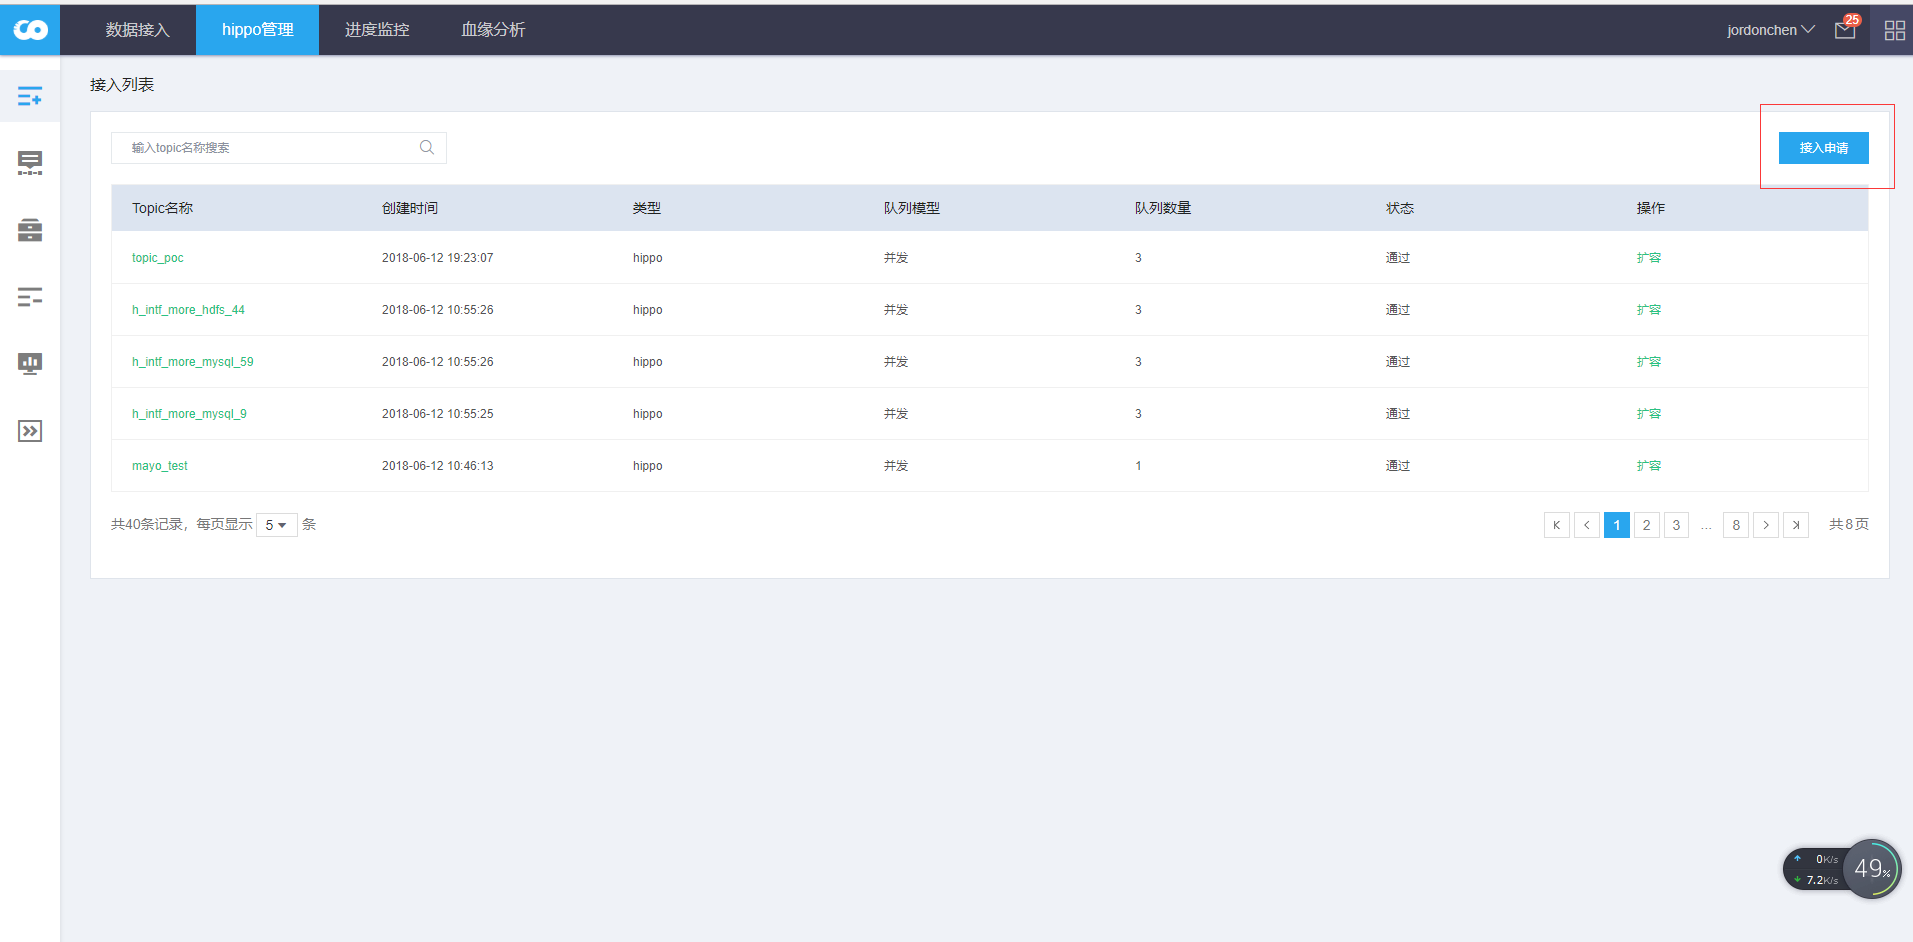 数据接入 hippo管理 进度监控 血缘分析 jordonchen 25
接入列表
输入topic名称搜索 接入申请
Topic名称 创建时间 类型 队列模型 队列数量 状态 操作
topic_poc 2018-06-12 19:23:07 hippo 并发 3 通过 扩容
h_intf_more_hdfs_44 2018-06-12 10:55:26 hippo 并发 3 通过 扩容
h_intf_more_mysql_59 2018-06-12 10:55:26 hippo 并发 3 通过 扩容
h_intf_more_mysql_9 2018-06-12 10:55:25 hippo 并发 3 通过 扩容
mayo_test 2018-06-12 10:46:13 hippo 并发 1 通过 扩容
共40条记录，每页显示 5 条 1 2 3 ... 8 共8页
0K/s
7.2K/s
49%